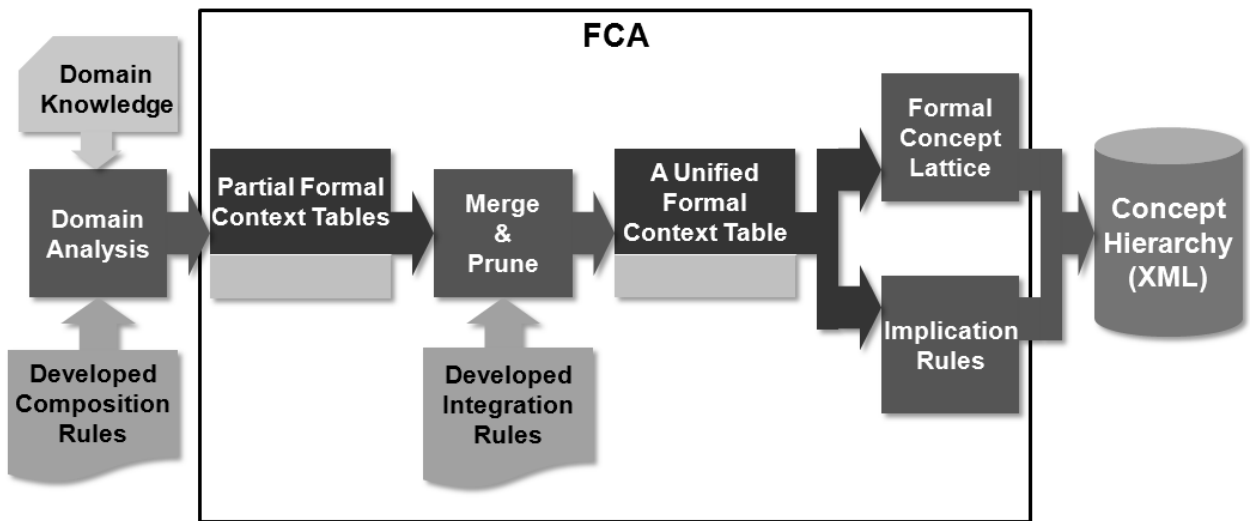 FCA
Domain
Knowledge
Domain
Analysis
Developed
Composition
Rules
Partial Formal
Context Tables
Merge
&
Prune
Developed
Integration
Rules
A Unified
Formal
Context Table
Formal
Concept
Lattice
Implication
Rules
Concept
Hierarchy
(XML)